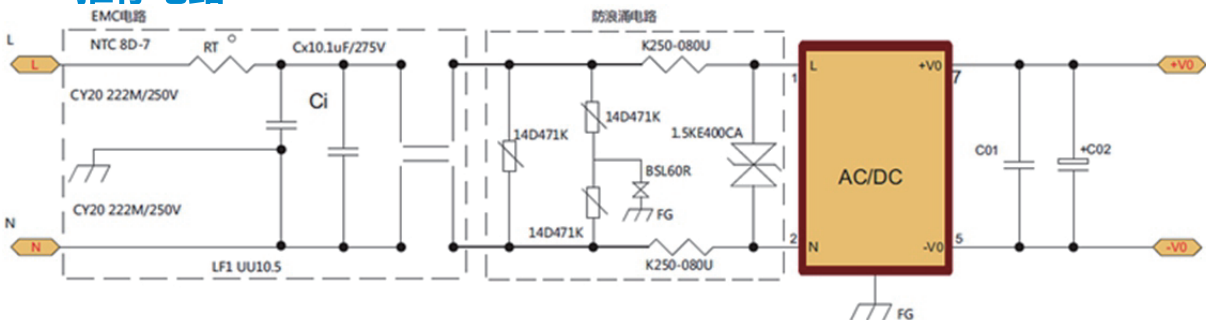 EMC电路
防浪涌电路
L
NTC 8D-7
RT
Cx10.1uF/275V
K250-080U
L
L
+V0
+V0
1
7
CY20 222M/250V
Ci
14D471K
14D471K
1.5KE400CA
BSL60R
AC/DC
C01
+C02
CY20 222M/250V
FG
N
14D471K
N
2
N
-V0
5
-V0
LF1 UU10.5
K250-080U
FG